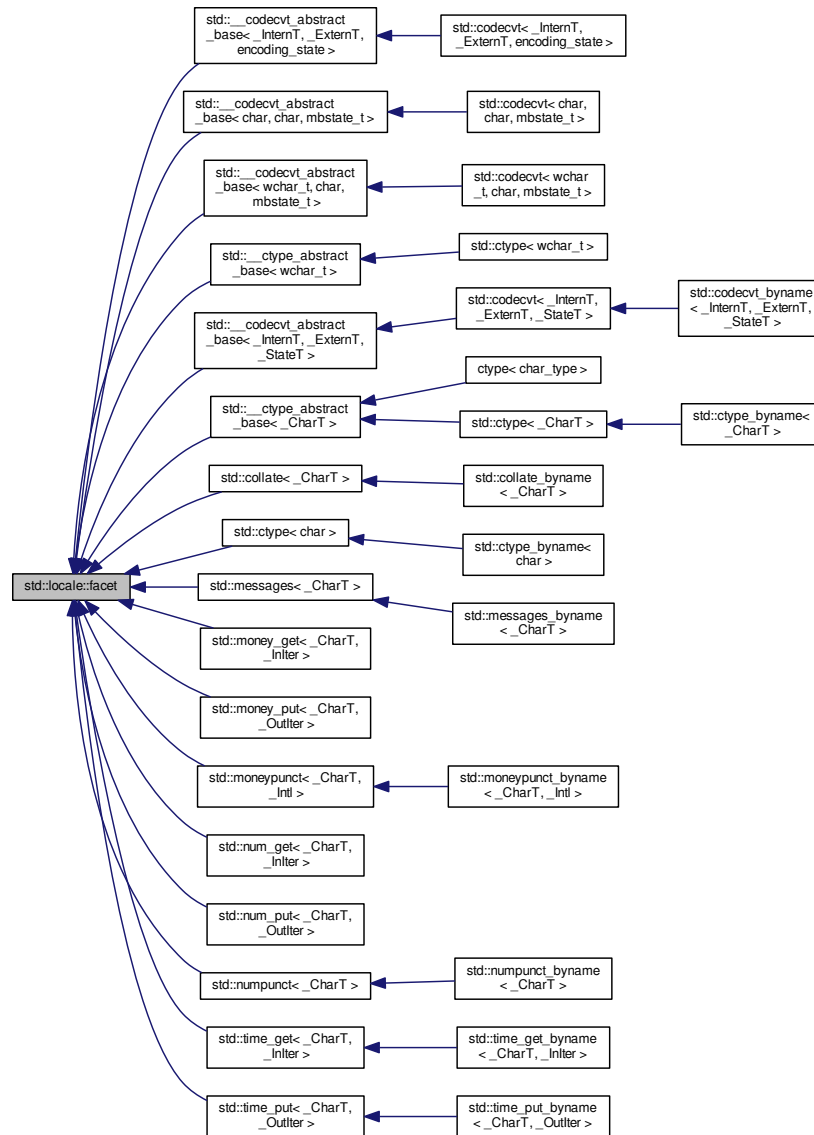 std::__codecvt_abstract
_base< _InternT, _ExternT,
encoding_state >
std::codecvt< _InternT,
_ExternT, encoding_state >
std::__codecvt_abstract
_base< char, char, mbstate_t >
std::codecvt< char,
char, mbstate_t >
std::__codecvt_abstract
_base< wchar_t, char,
mbstate_t >
std::codecvt< wchar
_t, char, mbstate_t >
std::__ctype_abstract
_base< wchar_t >
std::ctype< wchar_t >
std::__codecvt_abstract
_base< _InternT, _ExternT,
_StateT >
std::codecvt< _InternT,
_ExternT, _StateT >
std::codecvt_byname
< _InternT, _ExternT,
_StateT >
std::__ctype_abstract
_base< _CharT >
ctype< char_type >
std::ctype< _CharT >
std::ctype_byname<
_CharT >
std::collate< _CharT >
std::collate_byname
< _CharT >
std::ctype< char >
std::ctype_byname<
char >
std::locale::facet
std::messages< _CharT >
std::messages_byname
< _CharT >
std::money_get< _CharT,
_InIter >
std::money_put< _CharT,
_OutIter >
std::moneypunct< _CharT,
_Intl >
std::moneypunct_byname
< _CharT, _Intl >
std::num_get< _CharT,
_InIter >
std::num_put< _CharT,
_OutIter >
std::numpunct< _CharT >
std::numpunct_byname
< _CharT >
std::time_get< _CharT,
_InIter >
std::time_get_byname
< _CharT, _InIter >
std::time_put< _CharT,
_OutIter >
std::time_put_byname
< _CharT, _OutIter >